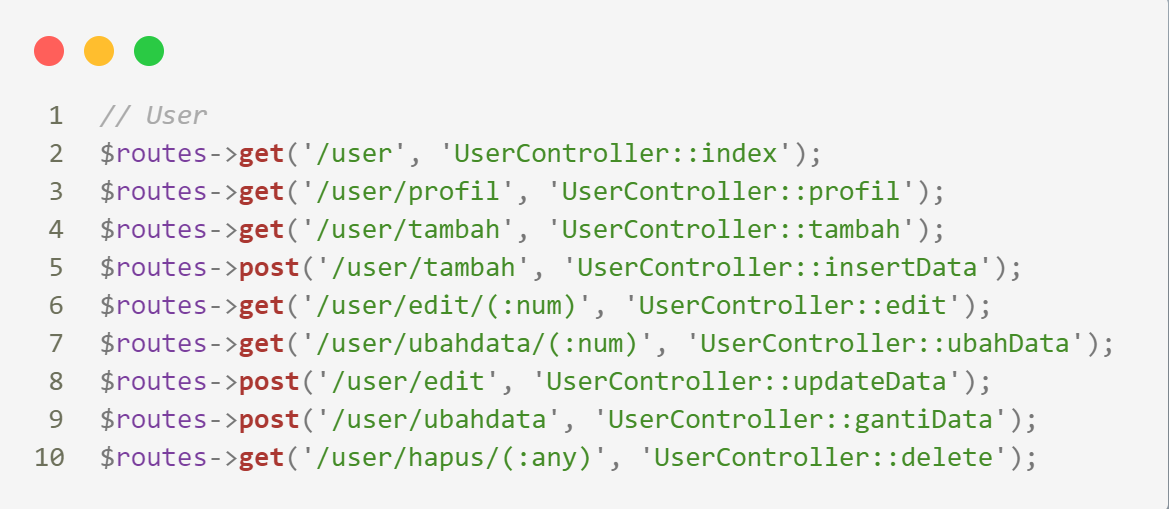 1 // User
2 $routes->get('/user', 'UserController::index');
3 $routes->get('/user/profil', 'UserController::profil');
4 $routes->get('/user/tambah', 'UserController::tambah');
5 $routes->post('/user/tambah', 'UserController::insertData');
6 $routes->get('/user/edit/(:num)', 'UserController::edit');
7 $routes->get('/user/ubahdata/(:num)', 'UserController::ubahData');
8 $routes->post('/user/edit', 'UserController::updateData');
9 $routes->post('/user/ubahdata', 'UserController::gantiData');
10 $routes->get('/user/hapus/(:any)', 'UserController::delete');